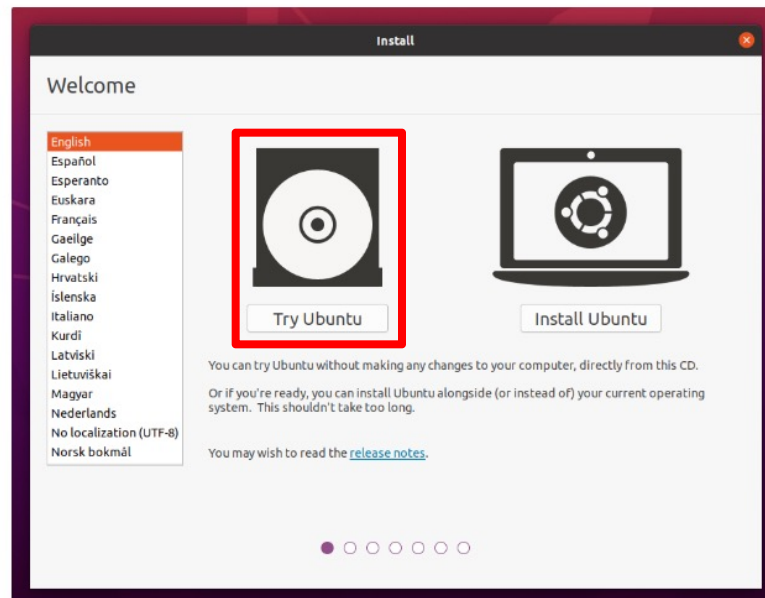 Install
Welcome
English
Español
Esperanto
Euskara
Français
Gaeilge
Galego
Hrvatski
Íslenska
Italiano
Kurdî
Latviski
Lietuviškai
Magyar
Nederlands
No localization (UTF-8)
Norsk bokmål
Try Ubuntu
Install Ubuntu
You can try Ubuntu without making any changes to your computer, directly from this CD.
Or if you're ready, you can install Ubuntu alongside (or instead of) your current operating
system. This shouldn't take too long.
You may wish to read the release notes.